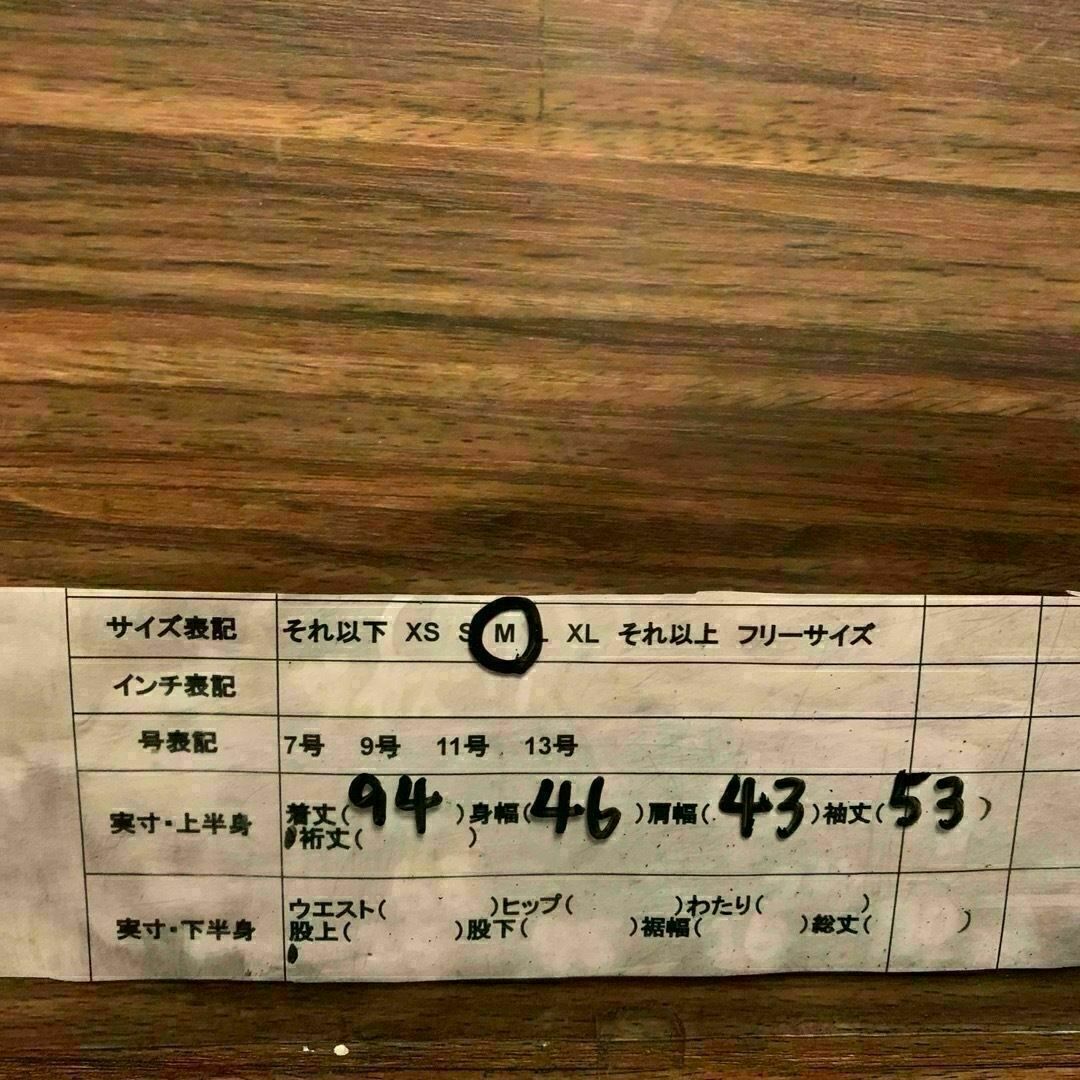 サイズ表記 それ以下 XS S M L XL それ以上 フリーサイズ
インチ表記
号表記 7号 9号 11号 13号
実寸・上半身 着丈(94)身幅(46)肩幅(43)袖丈(53)
裄丈( )
実寸・下半身 ウエスト( )ヒップ( )わたり( )
股上( )股下( )裾幅( )総丈( )